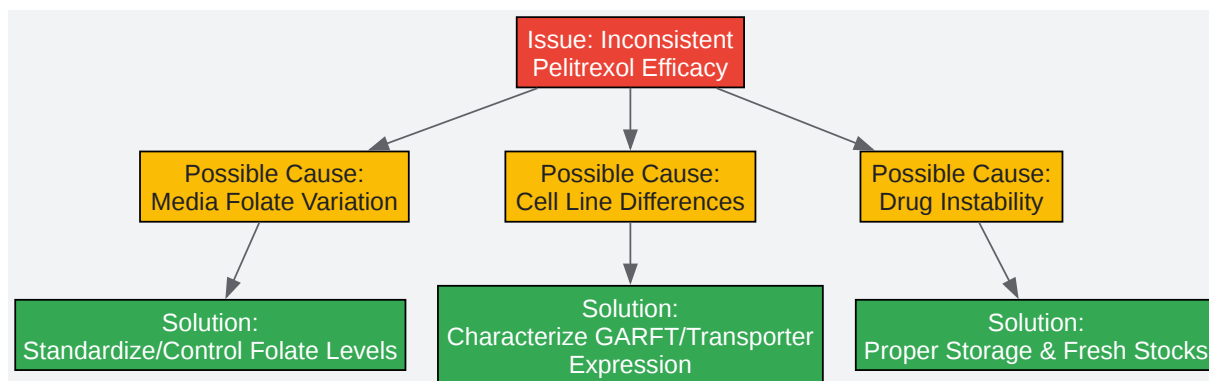 Issue: Inconsistent
Pelitrexol Efficacy
Possible Cause:
Media Folate Variation
Possible Cause:
Cell Line Differences
Possible Cause:
Drug Instability
Solution:
Standardize/Control Folate Levels
Solution:
Characterize GARFT/Transporter
Expression
Solution:
Proper Storage & Fresh Stocks